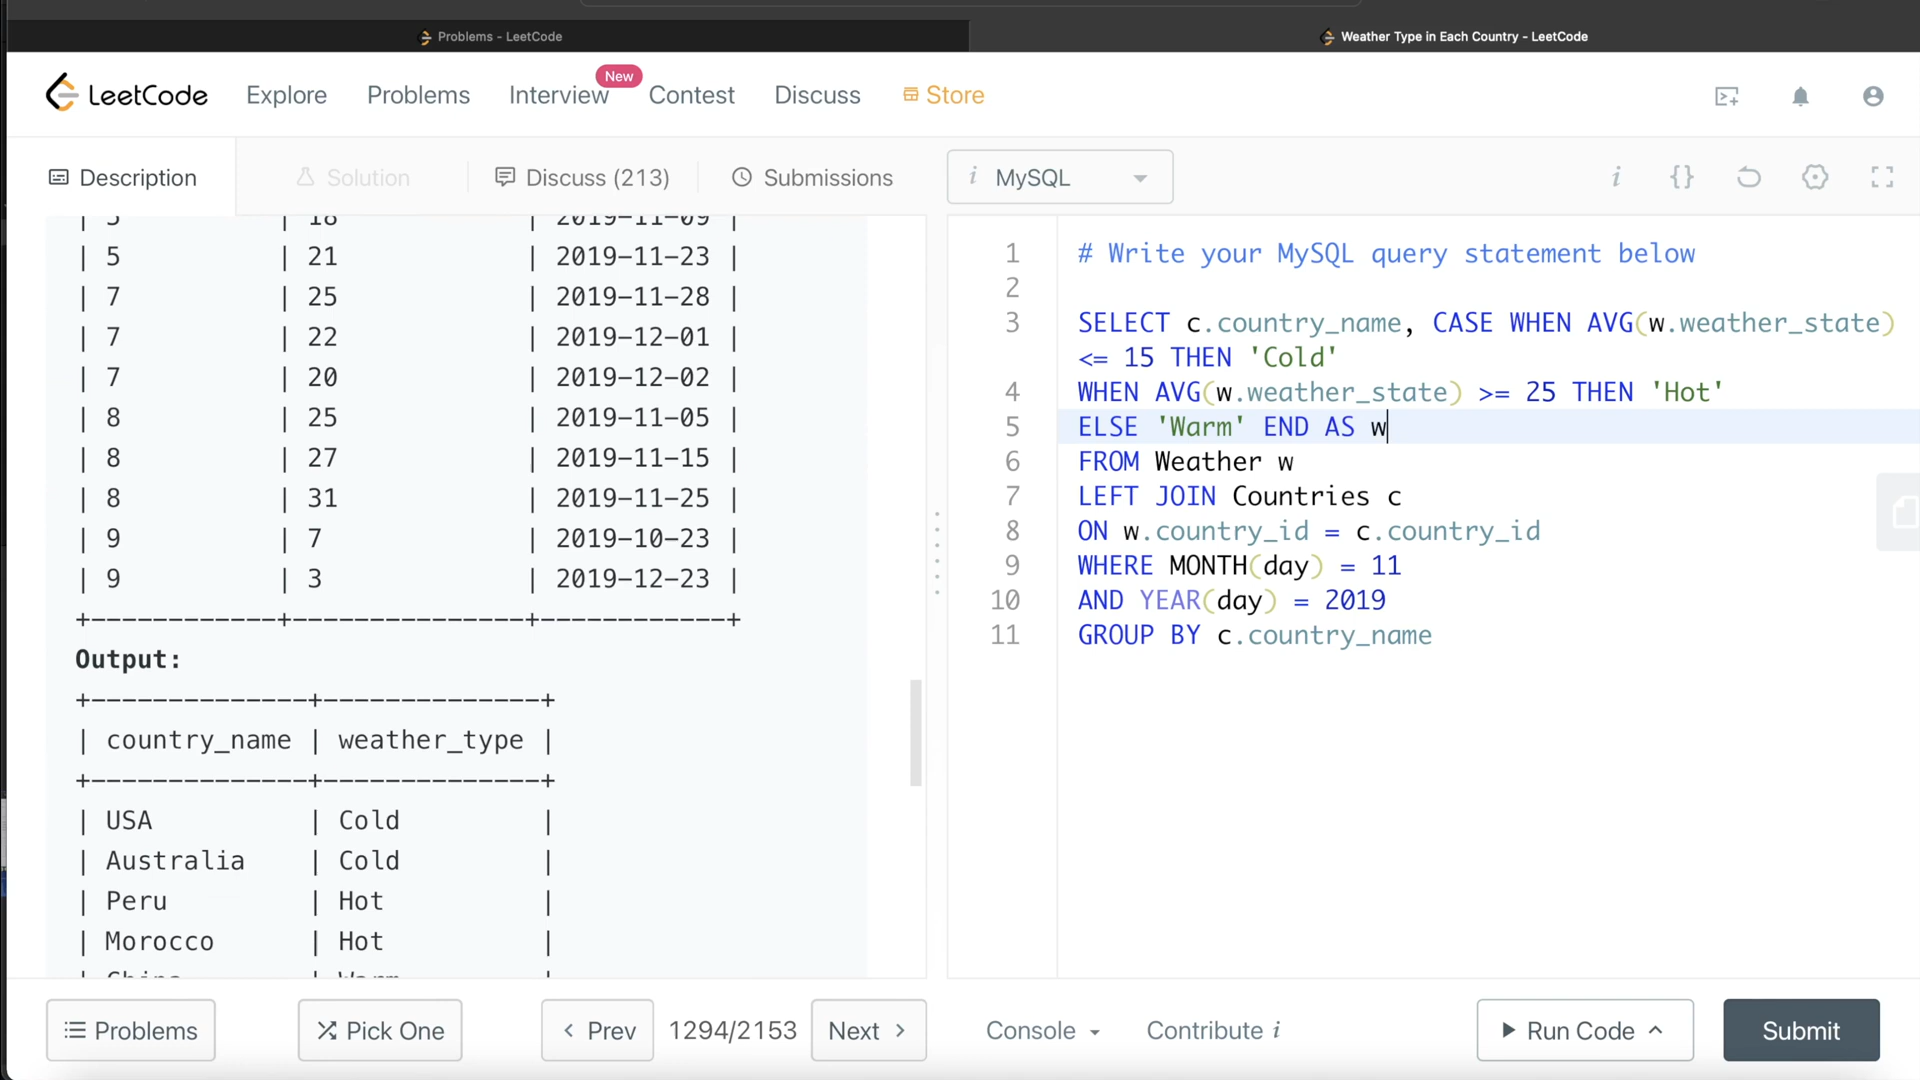 Problems - LeetCode
Weather Type in Each Country - LeetCode
LeetCode Explore Problems Interview New Contest Discuss Store
Description Solution Discuss (213) Submissions
i MySQL
| 5 | 18 | 2019-11-09 |
| 5 | 21 | 2019-11-23 |
| 7 | 25 | 2019-11-28 |
| 7 | 22 | 2019-12-01 |
| 7 | 20 | 2019-12-02 |
| 8 | 25 | 2019-11-05 |
| 8 | 27 | 2019-11-15 |
| 8 | 31 | 2019-11-25 |
| 9 | 7 | 2019-10-23 |
| 9 | 3 | 2019-12-23 |
+------------+---------------+------------+
Output:
+--------------+--------------+
| country_name | weather_type |
+--------------+--------------+
| USA | Cold |
| Australia | Cold |
| Peru | Hot |
| Morocco | Hot |
| China | Warm |
1 # Write your MySQL query statement below
2
3 SELECT c.country_name, CASE WHEN AVG(w.weather_state)
<= 15 THEN 'Cold'
4 WHEN AVG(w.weather_state) >= 25 THEN 'Hot'
5 ELSE 'Warm' END AS w
6 FROM Weather w
7 LEFT JOIN Countries c
8 ON w.country_id = c.country_id
9 WHERE MONTH(day) = 11
10 AND YEAR(day) = 2019
11 GROUP BY c.country_name
Problems Pick One < Prev 1294/2153 Next > Console Contribute i Run Code Submit